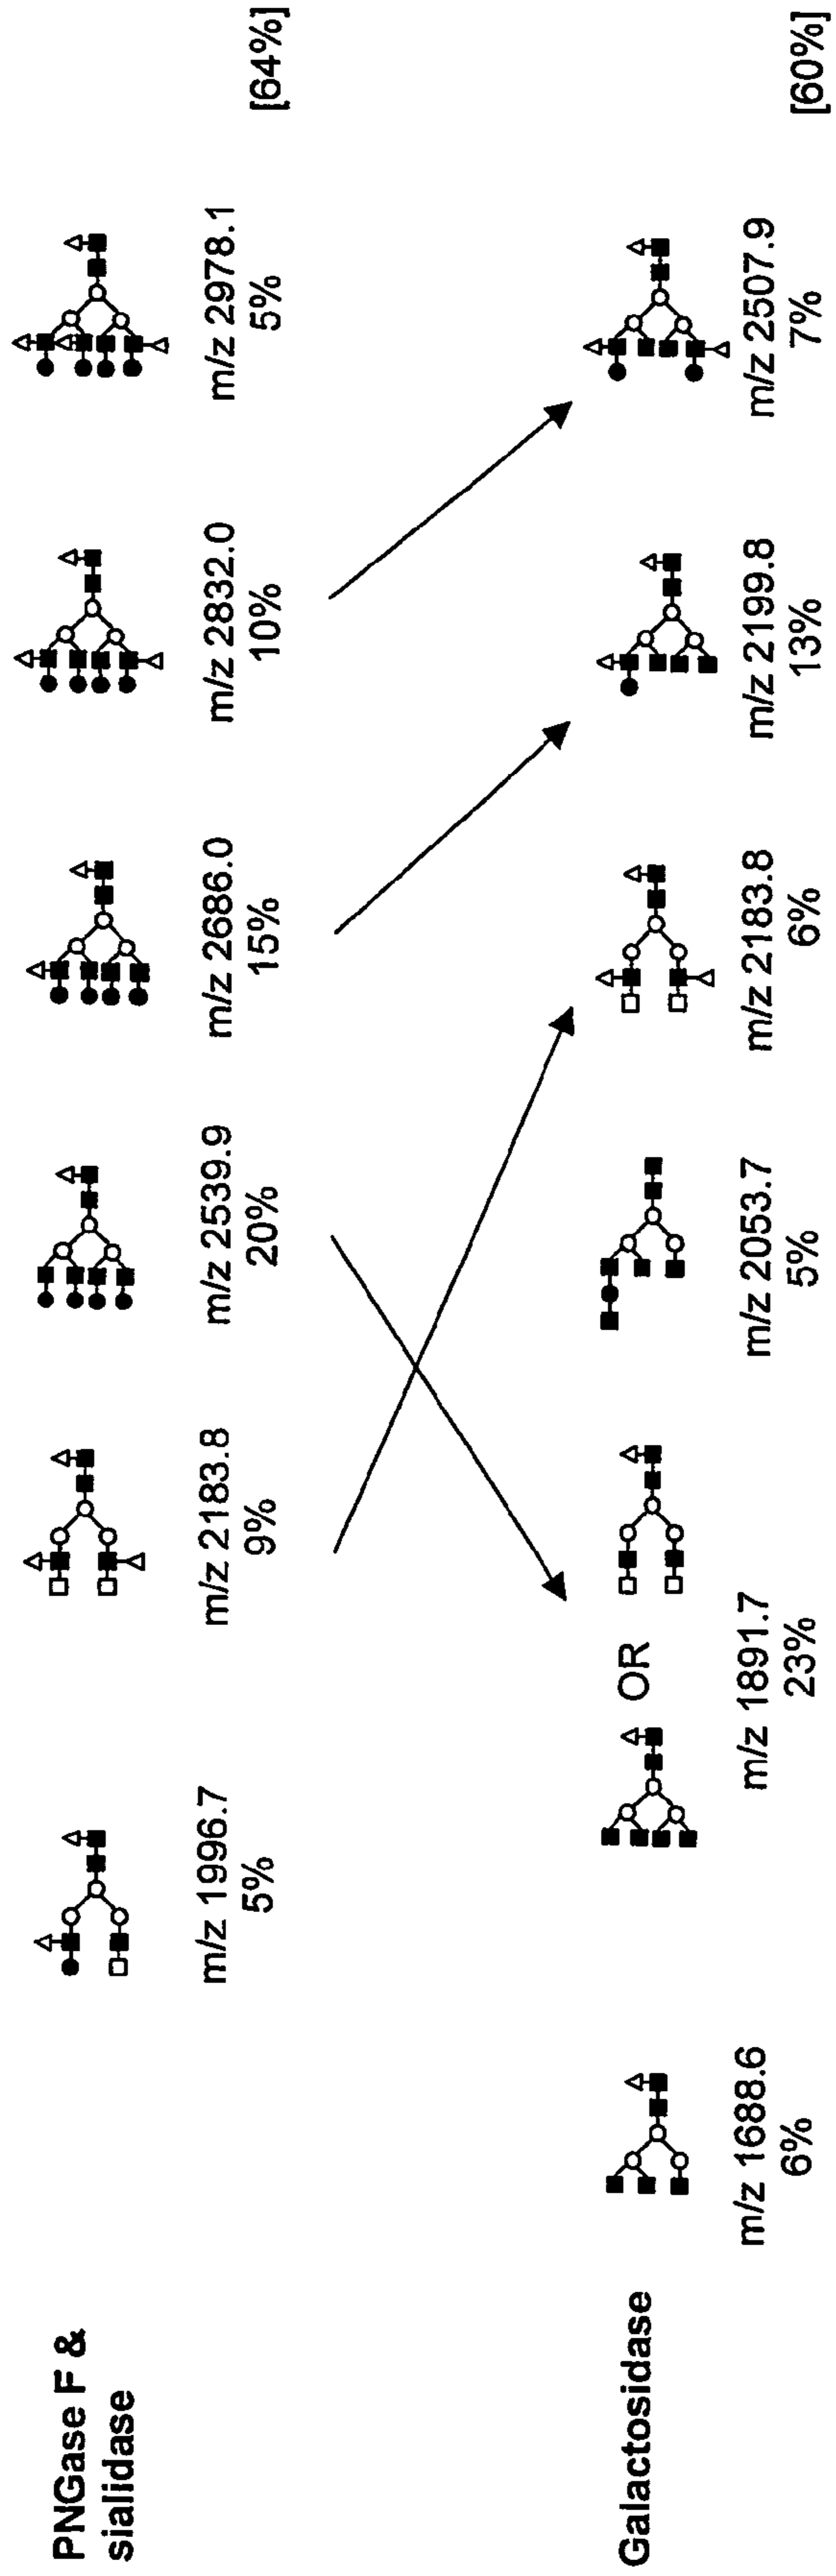 PNGase F &
sialidase
m/z 1996.7
5%
m/z 2183.8
9%
m/z 2539.9
20%
m/z 2686.0
15%
m/z 2832.0
10%
m/z 2978.1
5%
[64%]
Galactosidase
m/z 1688.6
6%
OR
m/z 1891.7
23%
m/z 2053.7
5%
m/z 2183.8
6%
m/z 2199.8
13%
m/z 2507.9
7%
[60%]